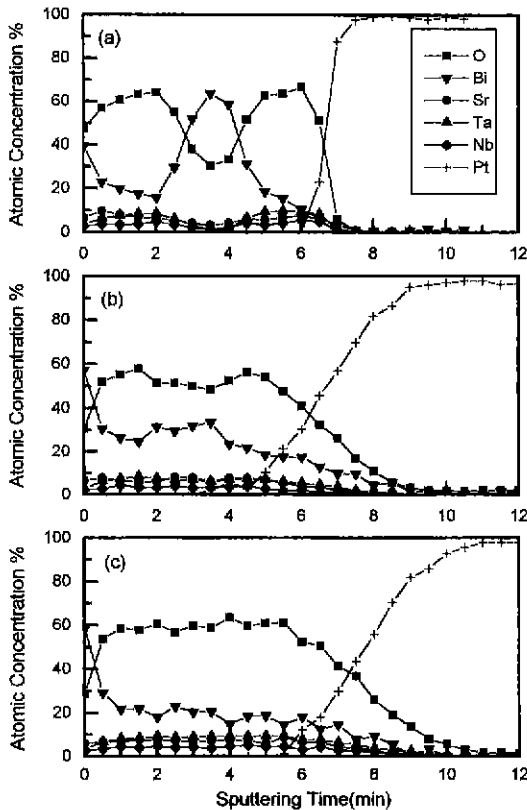 100
80
60
40
20
0
Atomic Concentration %
(a)
O
Bi
Sr
Ta
Nb
Pt
0 2 4 6 8 10 12
100
80
60
40
20
0
Atomic Concentration %
(b)
0 2 4 6 8 10 12
100
80
60
40
20
0
Atomic Concentration %
(c)
0 2 4 6 8 10 12
Sputtering Time(min)